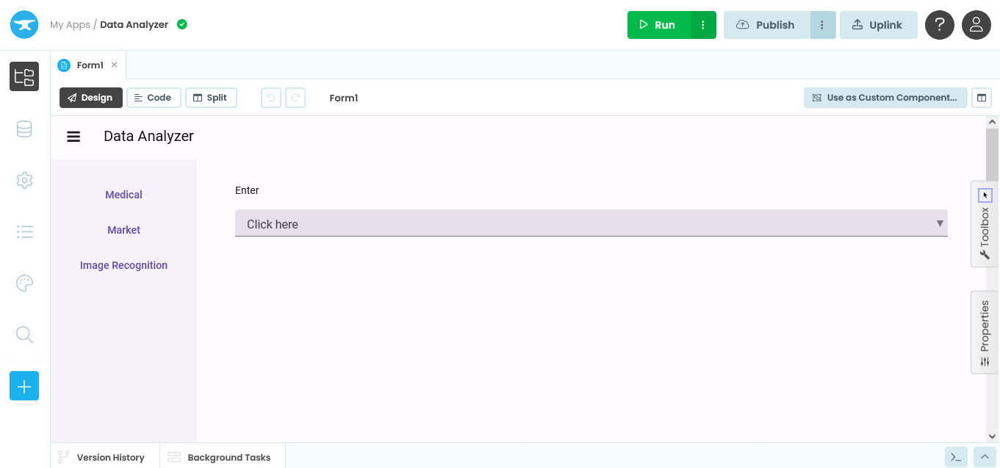 My Apps / Data Analyzer
Run
Publish
Uplink
?
Form1
Design
Code
Split
Form1
Use as Custom Component...
Data Analyzer
Medical
Market
Image Recognition
Enter
Click here
Toolbox
Properties
Version History
Background Tasks